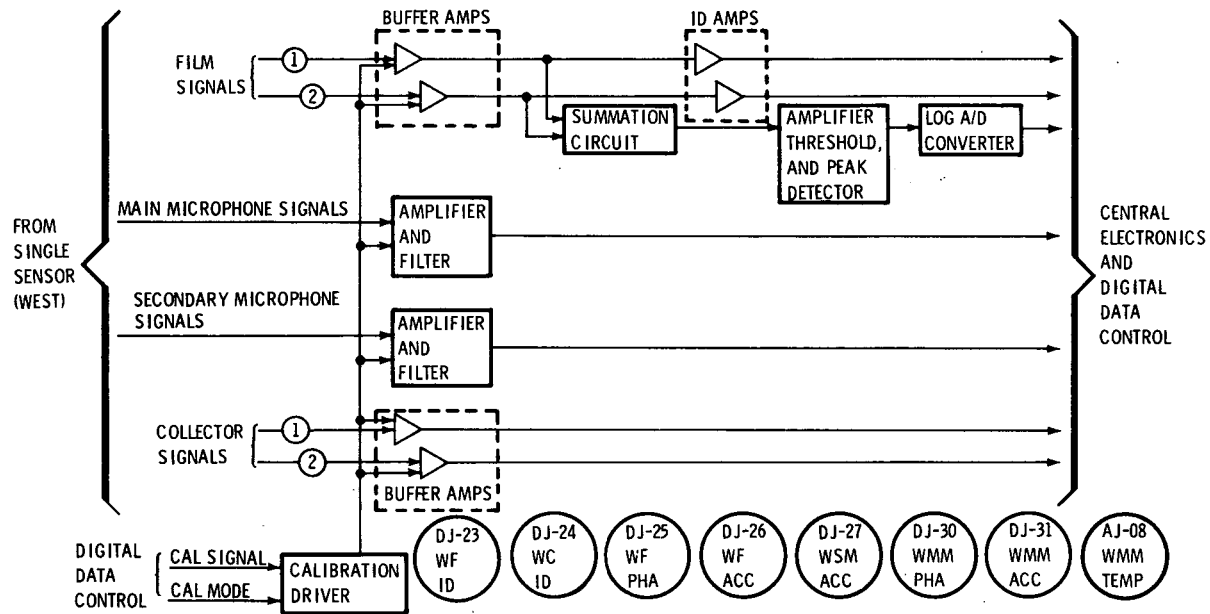 BUFFER AMPS
ID AMPS
FILM
SIGNALS
1
2
SUMMATION
CIRCUIT
AMPLIFIER
THRESHOLD,
AND PEAK
DETECTOR
LOG A/D
CONVERTER
FROM
SINGLE
SENSOR
(WEST)
MAIN MICROPHONE SIGNALS
AMPLIFIER
AND
FILTER
CENTRAL
ELECTRONICS
AND
DIGITAL
DATA
CONTROL
SECONDARY MICROPHONE
SIGNALS
AMPLIFIER
AND
FILTER
COLLECTOR
SIGNALS
1
2
BUFFER AMPS
DIGITAL
DATA
CONTROL
CAL SIGNAL
CAL MODE
CALIBRATION
DRIVER
DJ-23
WF
ID
DJ-24
WC
ID
DJ-25
WF
PHA
DJ-26
WF
ACC
DJ-27
WSM
ACC
DJ-30
WMM
PHA
DJ-31
WMM
ACC
AJ-08
WMM
TEMP